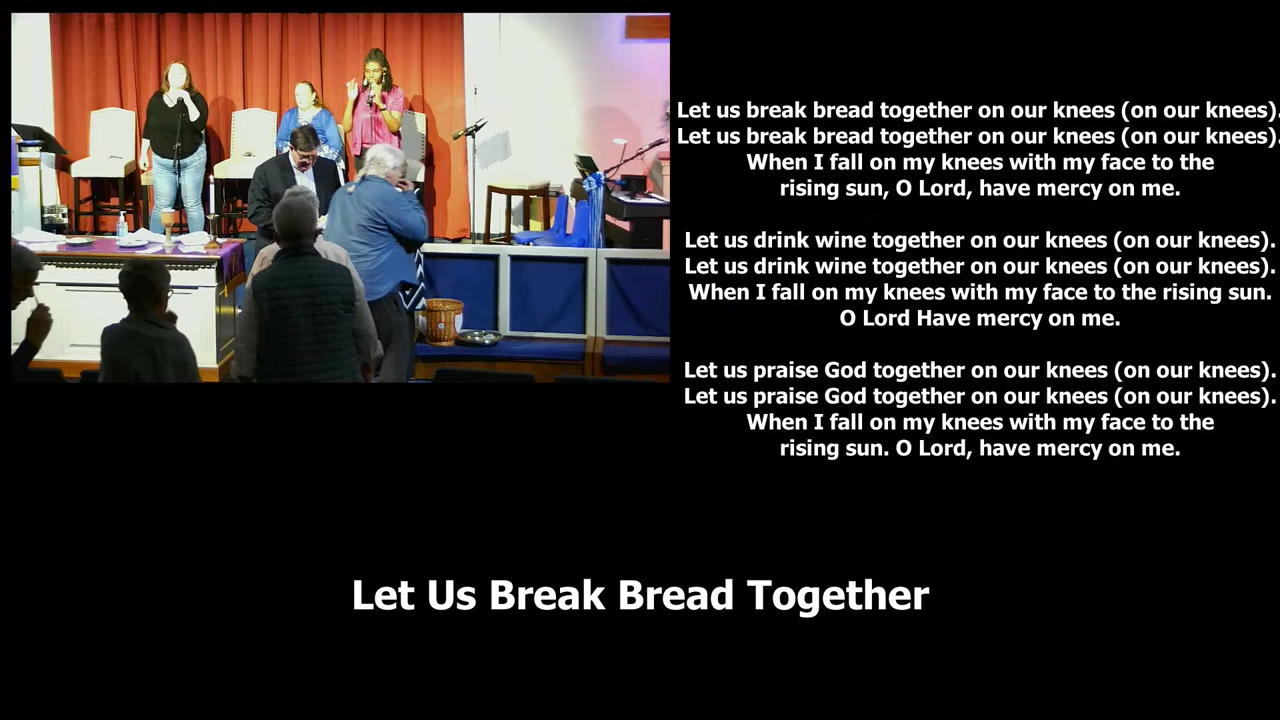 Let us break bread together on our knees (on our knees).
Let us break bread together on our knees (on our knees).
When I fall on my knees with my face to the
rising sun, O Lord, have mercy on me.
Let us drink wine together on our knees (on our knees).
Let us drink wine together on our knees (on our knees).
When I fall on my knees with my face to the rising sun.
O Lord Have mercy on me.
Let us praise God together on our knees (on our knees).
Let us praise God together on our knees (on our knees).
When I fall on my knees with my face to the
rising sun. O Lord, have mercy on me.
Let Us Break Bread Together